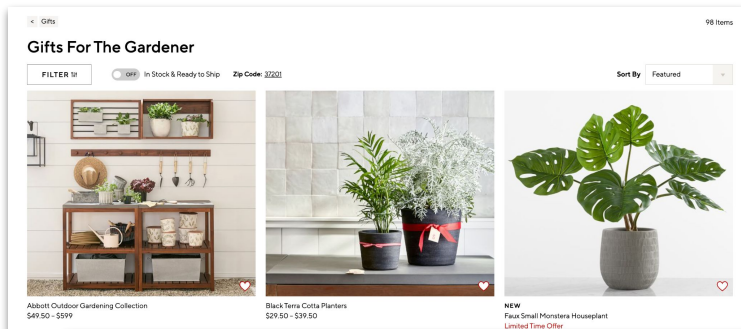 < Gifts
98 Items
Gifts For The Gardener
FILTER
OFF In Stock & Ready to Ship Zip Code: 37201
Sort By Featured
Abbott Outdoor Gardening Collection
$49.50 - $599
Black Terra Cotta Planters
$29.50 - $39.50
NEW
Faux Small Monstera Houseplant
Limited Time Offer